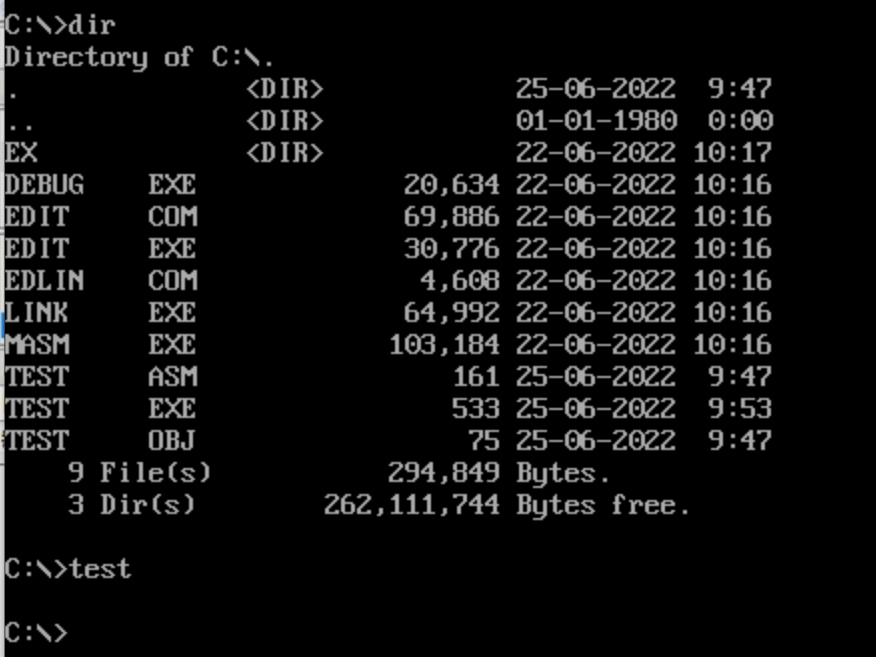 C:\>dir
Directory of C:\.
. <DIR> 25-06-2022 9:47
.. <DIR> 01-01-1980 0:00
EX <DIR> 22-06-2022 10:17
DEBUG EXE 20,634 22-06-2022 10:16
EDIT COM 69,886 22-06-2022 10:16
EDIT EXE 30,776 22-06-2022 10:16
EDLIN COM 4,608 22-06-2022 10:16
LINK EXE 64,992 22-06-2022 10:16
MASM EXE 103,184 22-06-2022 10:16
TEST ASM 161 25-06-2022 9:47
TEST EXE 533 25-06-2022 9:53
TEST OBJ 75 25-06-2022 9:47
9 File(s) 294,849 Bytes.
3 Dir(s) 262,111,744 Bytes free.
C:\>test
C:\>